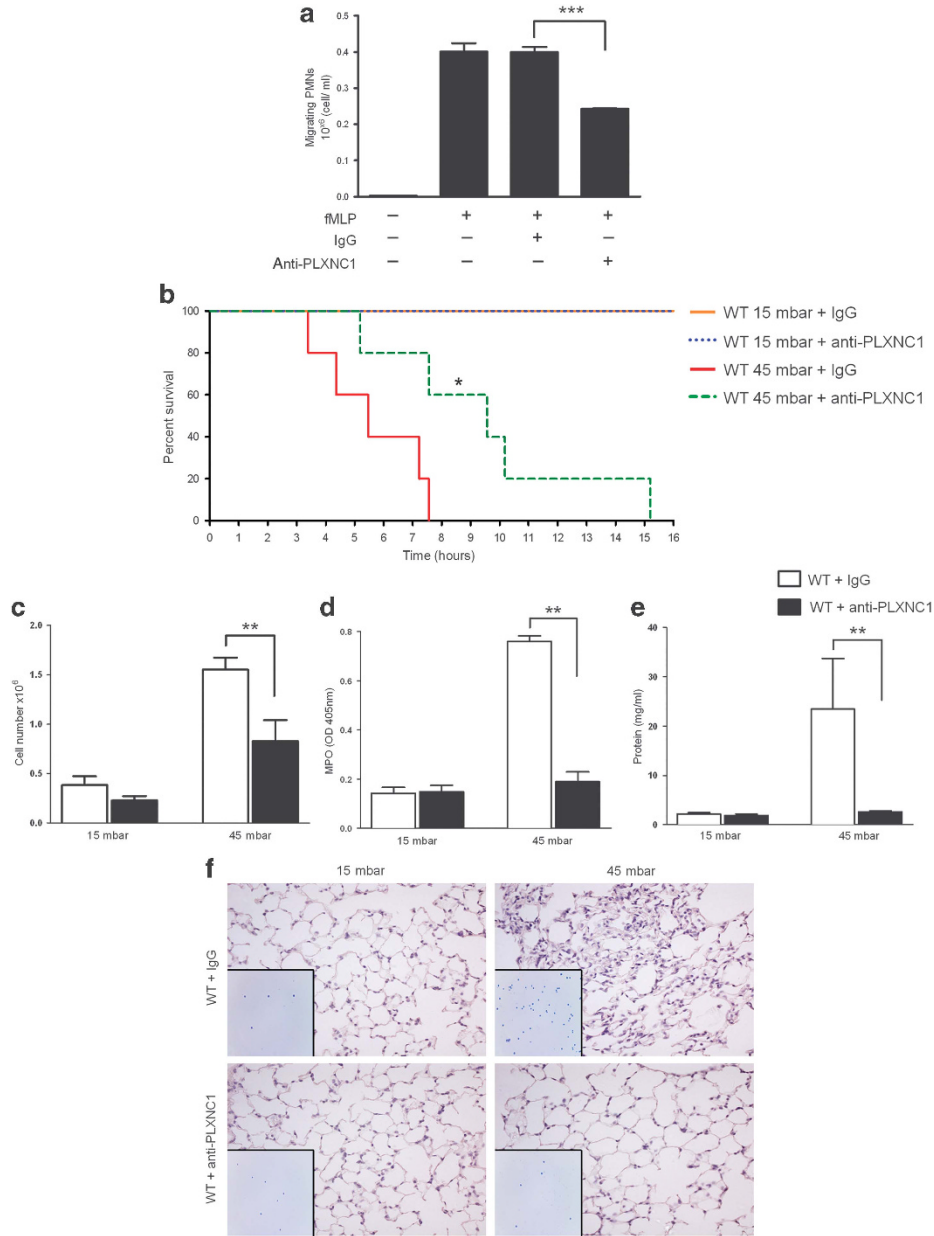 a
***
Migrating PMNs
10^x6 (cell/ ml)
0.4
0.3
0.2
0.1
0.0
fMLP − + + +
IgG − − + −
Anti-PLXNC1 − − − +
b
Percent survival
100
80
60
40
20
0
*
0 1 2 3 4 5 6 7 8 9 10 11 12 13 14 15 16
Time (hours)
WT 15 mbar + IgG
WT 15 mbar + anti-PLXNC1
WT 45 mbar + IgG
WT 45 mbar + anti-PLXNC1
WT + IgG
WT + anti-PLXNC1
c
Cell number x10^6
2.0
1.5
1.0
0.5
0.0
**
15 mbar 45 mbar
d
MPO (OD 405nm)
0.8
0.6
0.4
0.2
0.0
**
15 mbar 45 mbar
e
Protein (mg/ml)
40
30
20
10
0
**
15 mbar 45 mbar
f
15 mbar 45 mbar
WT + IgG
WT + anti-PLXNC1